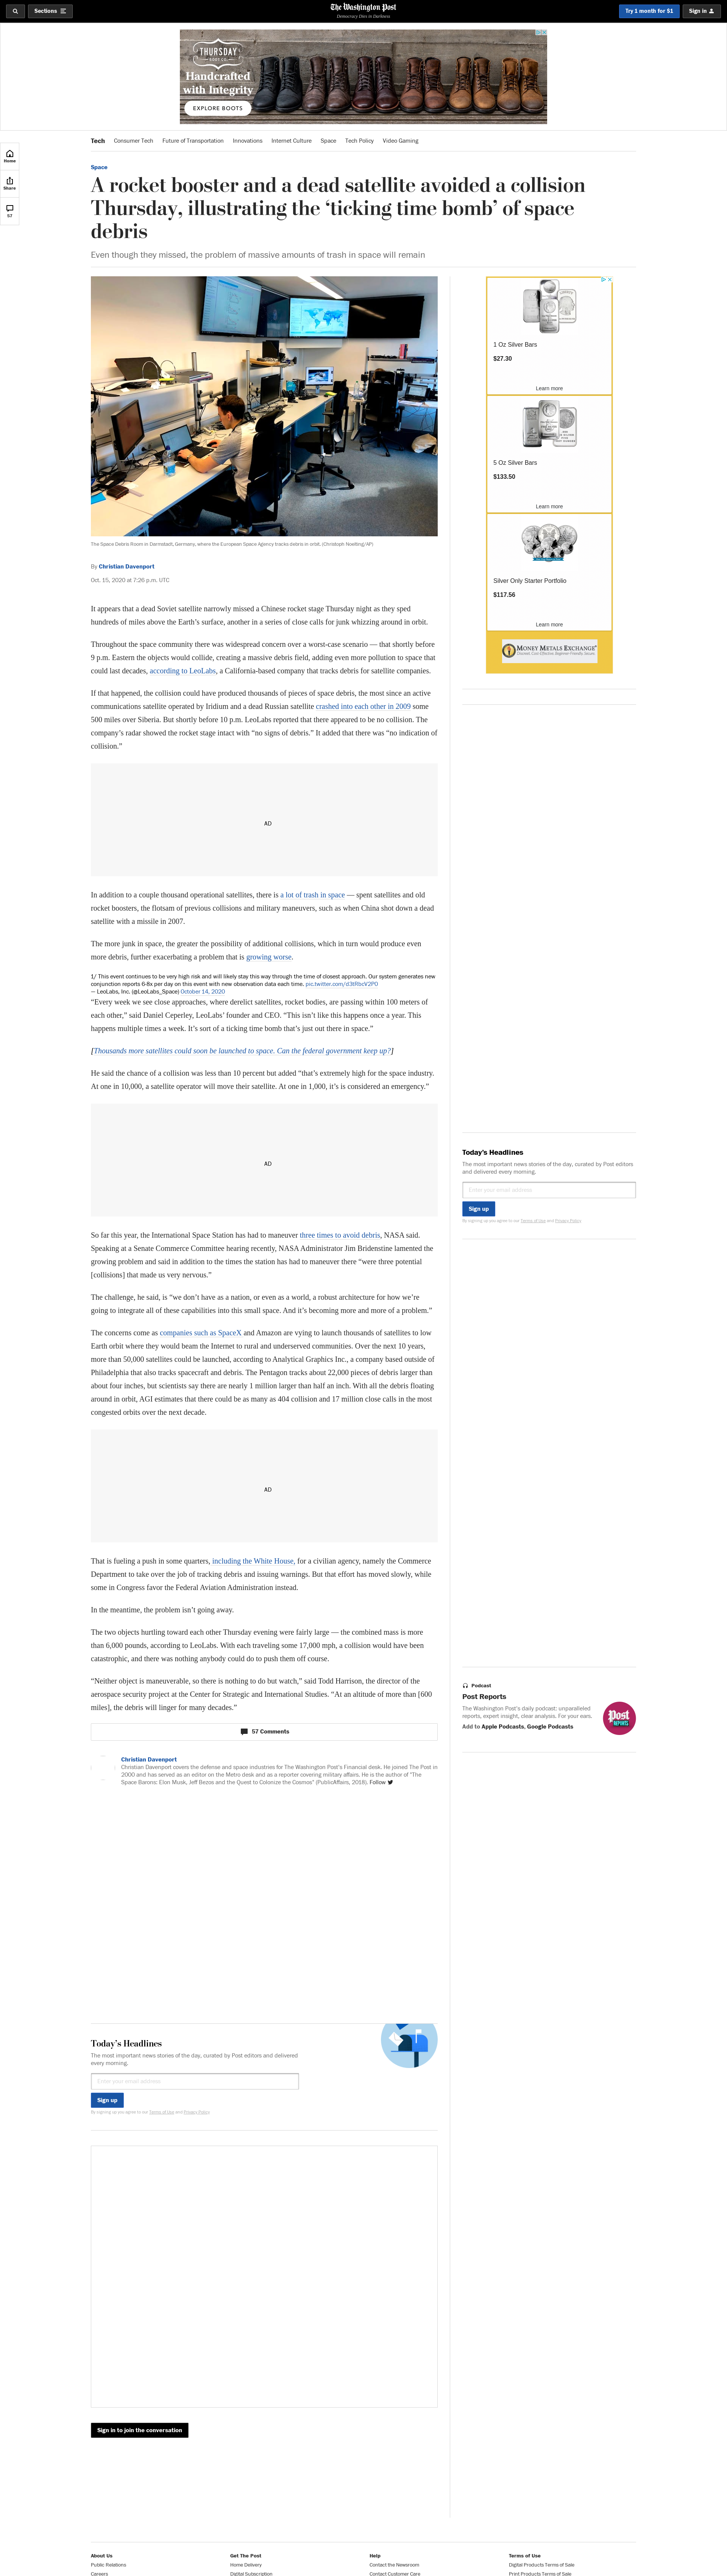 Sections
The Washington Post
Democracy Dies in Darkness
Try 1 month for $1
Sign in
THURSDAY
BOOT CO.
Handcrafted
with Integrity
EXPLORE BOOTS
Home
Share
57
Tech
Consumer Tech
Future of Transportation
Innovations
Internet Culture
Space
Tech Policy
Video Gaming
Space
A rocket booster and a dead satellite avoided a collision
Thursday, illustrating the ‘ticking time bomb’ of space
debris
Even though they missed, the problem of massive amounts of trash in space will remain
The Space Debris Room in Darmstadt, Germany, where the European Space Agency tracks debris in orbit. (Christoph Noelting/AP)
By Christian Davenport
Oct. 15, 2020 at 7:26 p.m. UTC
It appears that a dead Soviet satellite narrowly missed a Chinese rocket stage Thursday night as they sped
hundreds of miles above the Earth’s surface, another in a series of close calls for junk whizzing around in orbit.
Throughout the space community there was widespread concern over a worst-case scenario — that shortly before
9 p.m. Eastern the objects would collide, creating a massive debris field, adding even more pollution to space that
could last decades, according to LeoLabs, a California-based company that tracks debris for satellite companies.
If that happened, the collision could have produced thousands of pieces of space debris, the most since an active
communications satellite operated by Iridium and a dead Russian satellite crashed into each other in 2009 some
500 miles over Siberia. But shortly before 10 p.m. LeoLabs reported that there appeared to be no collision. The
company’s radar showed the rocket stage intact with “no signs of debris.” It added that there was “no indication of
collision.”
AD
In addition to a couple thousand operational satellites, there is a lot of trash in space — spent satellites and old
rocket boosters, the flotsam of previous collisions and military maneuvers, such as when China shot down a dead
satellite with a missile in 2007.
The more junk in space, the greater the possibility of additional collisions, which in turn would produce even
more debris, further exacerbating a problem that is growing worse.
1/ This event continues to be very high risk and will likely stay this way through the time of closest approach. Our system generates new
conjunction reports 6-8x per day on this event with new observation data each time. pic.twitter.com/d3tRbcV2P0
— LeoLabs, Inc. (@LeoLabs_Space) October 14, 2020
“Every week we see close approaches, where derelict satellites, rocket bodies, are passing within 100 meters of
each other,” said Daniel Ceperley, LeoLabs’ founder and CEO. “This isn’t like this happens once a year. This
happens multiple times a week. It’s sort of a ticking time bomb that’s just out there in space.”
[Thousands more satellites could soon be launched to space. Can the federal government keep up?]
He said the chance of a collision was less than 10 percent but added “that’s extremely high for the space industry.
At one in 10,000, a satellite operator will move their satellite. At one in 1,000, it’s is considered an emergency.”
AD
So far this year, the International Space Station has had to maneuver three times to avoid debris, NASA said.
Speaking at a Senate Commerce Committee hearing recently, NASA Administrator Jim Bridenstine lamented the
growing problem and said in addition to the times the station has had to maneuver there “were three potential
[collisions] that made us very nervous.”
The challenge, he said, is “we don’t have as a nation, or even as a world, a robust architecture for how we’re
going to integrate all of these capabilities into this small space. And it’s becoming more and more of a problem.”
The concerns come as companies such as SpaceX and Amazon are vying to launch thousands of satellites to low
Earth orbit where they would beam the Internet to rural and underserved communities. Over the next 10 years,
more than 50,000 satellites could be launched, according to Analytical Graphics Inc., a company based outside of
Philadelphia that also tracks spacecraft and debris. The Pentagon tracks about 22,000 pieces of debris larger than
about four inches, but scientists say there are nearly 1 million larger than half an inch. With all the debris floating
around in orbit, AGI estimates that there could be as many as 404 collision and 17 million close calls in the most
congested orbits over the next decade.
AD
That is fueling a push in some quarters, including the White House, for a civilian agency, namely the Commerce
Department to take over the job of tracking debris and issuing warnings. But that effort has moved slowly, while
some in Congress favor the Federal Aviation Administration instead.
In the meantime, the problem isn’t going away.
The two objects hurtling toward each other Thursday evening were fairly large — the combined mass is more
than 6,000 pounds, according to LeoLabs. With each traveling some 17,000 mph, a collision would have been
catastrophic, and there was nothing anybody could do to push them off course.
“Neither object is maneuverable, so there is nothing to do but watch,” said Todd Harrison, the director of the
aerospace security project at the Center for Strategic and International Studies. “At an altitude of more than [600
miles], the debris will linger for many decades.”
57 Comments
Christian Davenport
Christian Davenport covers the defense and space industries for The Washington Post's Financial desk. He joined The Post in
2000 and has served as an editor on the Metro desk and as a reporter covering military affairs. He is the author of "The
Space Barons: Elon Musk, Jeff Bezos and the Quest to Colonize the Cosmos" (PublicAffairs, 2018). Follow
Today’s Headlines
The most important news stories of the day, curated by Post editors and delivered
every morning.
Enter your email address
Sign up
By signing up you agree to our Terms of Use and Privacy Policy
Sign in to join the conversation
1 Oz Silver Bars
$27.30
Learn more
5 Oz Silver Bars
$133.50
Learn more
Silver Only Starter Portfolio
$117.56
Learn more
MONEY METALS EXCHANGE
Today’s Headlines
The most important news stories of the day, curated by Post editors
and delivered every morning.
Enter your email address
Sign up
By signing up you agree to our Terms of Use and Privacy Policy
Podcast
Post Reports
The Washington Post's daily podcast: unparalleled
reports, expert insight, clear analysis. For your ears.
Add to Apple Podcasts, Google Podcasts
Post
REPORTS
About Us
Public Relations
Careers
Get The Post
Home Delivery
Digital Subscription
Help
Contact the Newsroom
Contact Customer Care
Terms of Use
Digital Products Terms of Sale
Print Products Terms of Sale